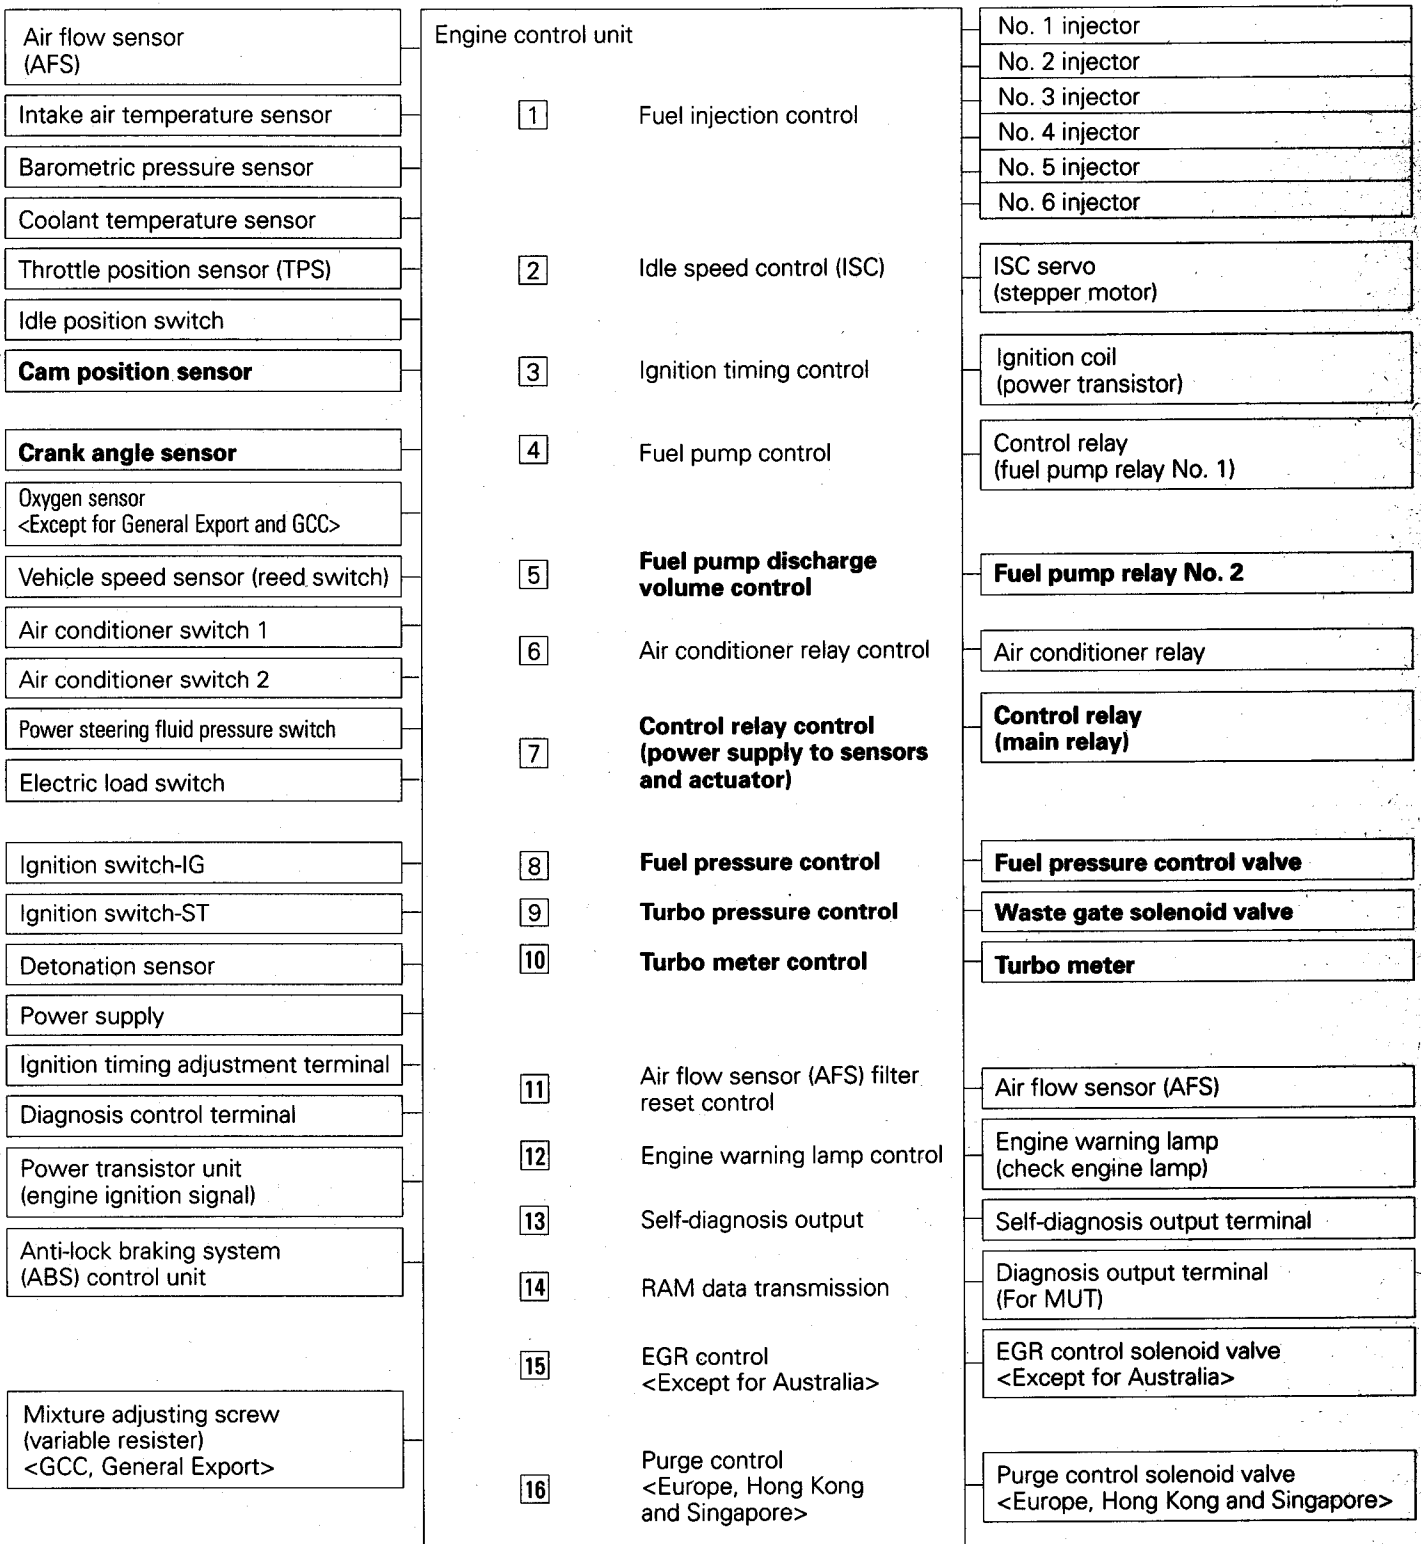 Air flow sensor
(AFS)
Intake air temperature sensor
Barometric pressure sensor
Coolant temperature sensor
Throttle position sensor (TPS)
Idle position switch
Cam position sensor
Crank angle sensor
Oxygen sensor
<Except for General Export and GCC>
Vehicle speed sensor (reed switch)
Air conditioner switch 1
Air conditioner switch 2
Power steering fluid pressure switch
Electric load switch
Ignition switch-IG
Ignition switch-ST
Detonation sensor
Power supply
Ignition timing adjustment terminal
Diagnosis control terminal
Power transistor unit
(engine ignition signal)
Anti-lock braking system
(ABS) control unit
Mixture adjusting screw
(variable resister)
<GCC, General Export>
Engine control unit
1 Fuel injection control
2 Idle speed control (ISC)
3 Ignition timing control
4 Fuel pump control
5 Fuel pump discharge
volume control
6 Air conditioner relay control
7 Control relay control
(power supply to sensors
and actuator)
8 Fuel pressure control
9 Turbo pressure control
10 Turbo meter control
11 Air flow sensor (AFS) filter
reset control
12 Engine warning lamp control
13 Self-diagnosis output
14 RAM data transmission
15 EGR control
<Except for Australia>
16 Purge control
<Europe, Hong Kong
and Singapore>
No. 1 injector
No. 2 injector
No. 3 injector
No. 4 injector
No. 5 injector
No. 6 injector
ISC servo
(stepper motor)
Ignition coil
(power transistor)
Control relay
(fuel pump relay No. 1)
Fuel pump relay No. 2
Air conditioner relay
Control relay
(main relay)
Fuel pressure control valve
Waste gate solenoid valve
Turbo meter
Air flow sensor (AFS)
Engine warning lamp
(check engine lamp)
Self-diagnosis output terminal
Diagnosis output terminal
(For MUT)
EGR control solenoid valve
<Except for Australia>
Purge control solenoid valve
<Europe, Hong Kong and Singapore>